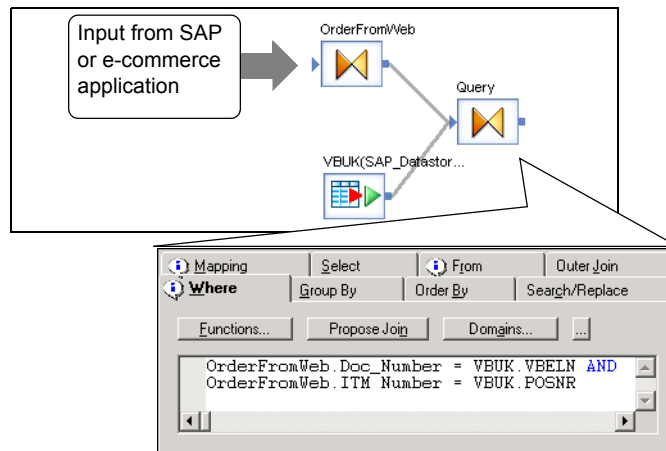 Input from SAP
or e-commerce
application
OrderFromWeb
Query
VBUK(SAP_Datastor...
Mapping
Select
From
Outer Join
Where
Group By
Order By
Search/Replace
Functions...
Propose Join
Domains...
...
OrderFromWeb.Doc_Number = VBUK.VBELN AND
OrderFromWeb.ITM Number = VBUK.POSNR